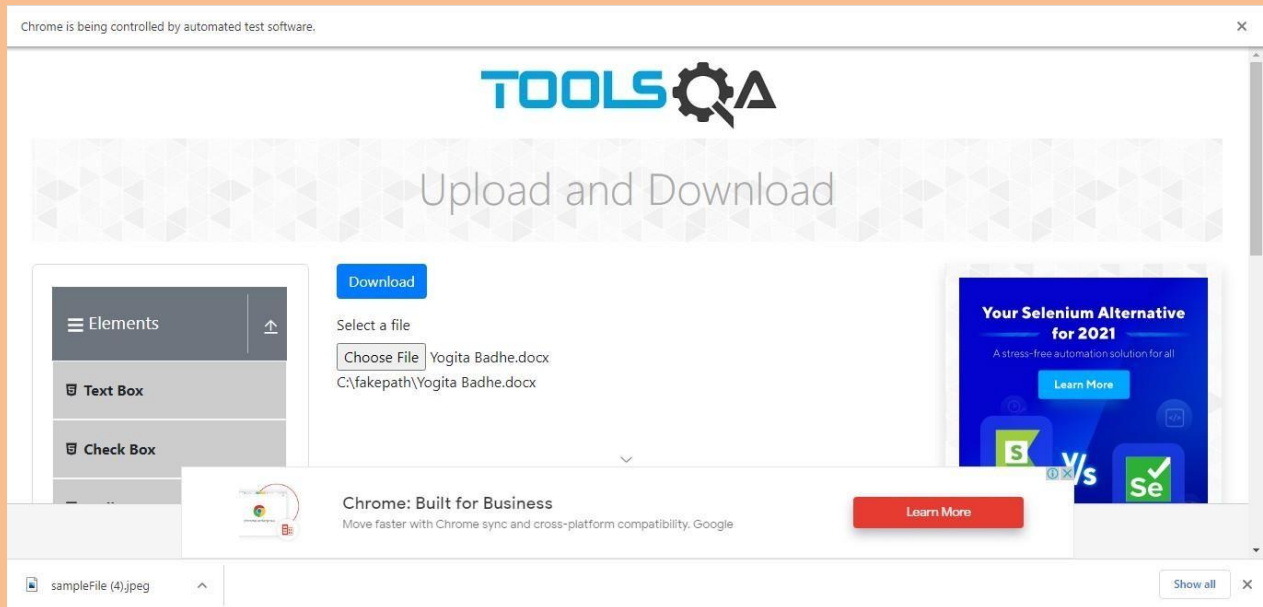 Chrome is being controlled by automated test software.
TOOLSQA
Upload and Download
Download
Elements
Select a file
Choose File Yogita Badhe.docx
C:\fakepath\Yogita Badhe.docx
Text Box
Check Box
Your Selenium Alternative
for 2021
A stress-free automation solution for all
Learn More
S
V/s
Se
Chrome: Built for Business
Move faster with Chrome sync and cross-platform compatibility. Google
Learn More
sampleFile (4).jpeg
Show all